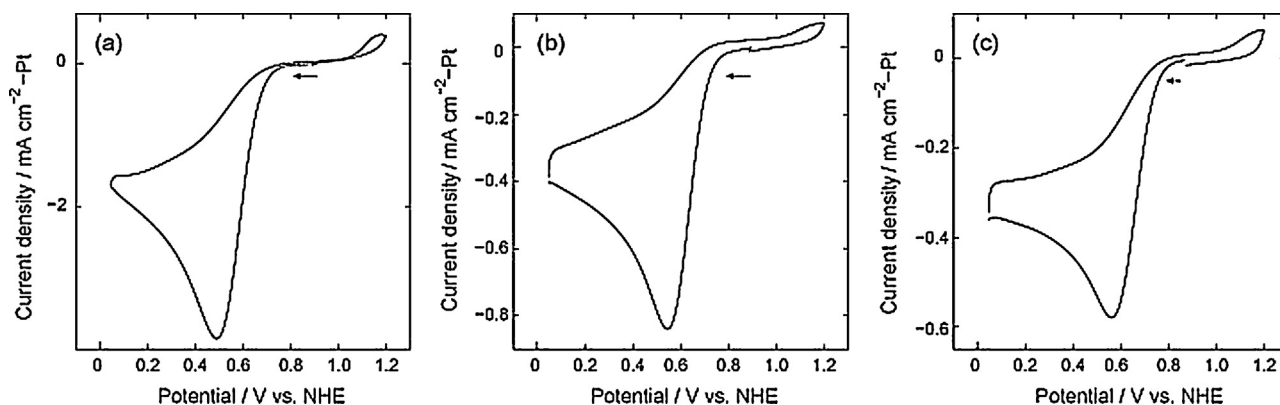 (a)
0
−2
Current density / mA cm⁻²−Pt
0 0.2 0.4 0.6 0.8 1.0 1.2
Potential / V vs. NHE
(b)
0
−0.2
−0.4
−0.6
−0.8
Current density / mA cm⁻²−Pt
0 0.2 0.4 0.6 0.8 1.0 1.2
Potential / V vs. NHE
(c)
0
−0.2
−0.4
−0.6
Current density / mA cm⁻²−Pt
0 0.2 0.4 0.6 0.8 1.0 1.2
Potential / V vs. NHE